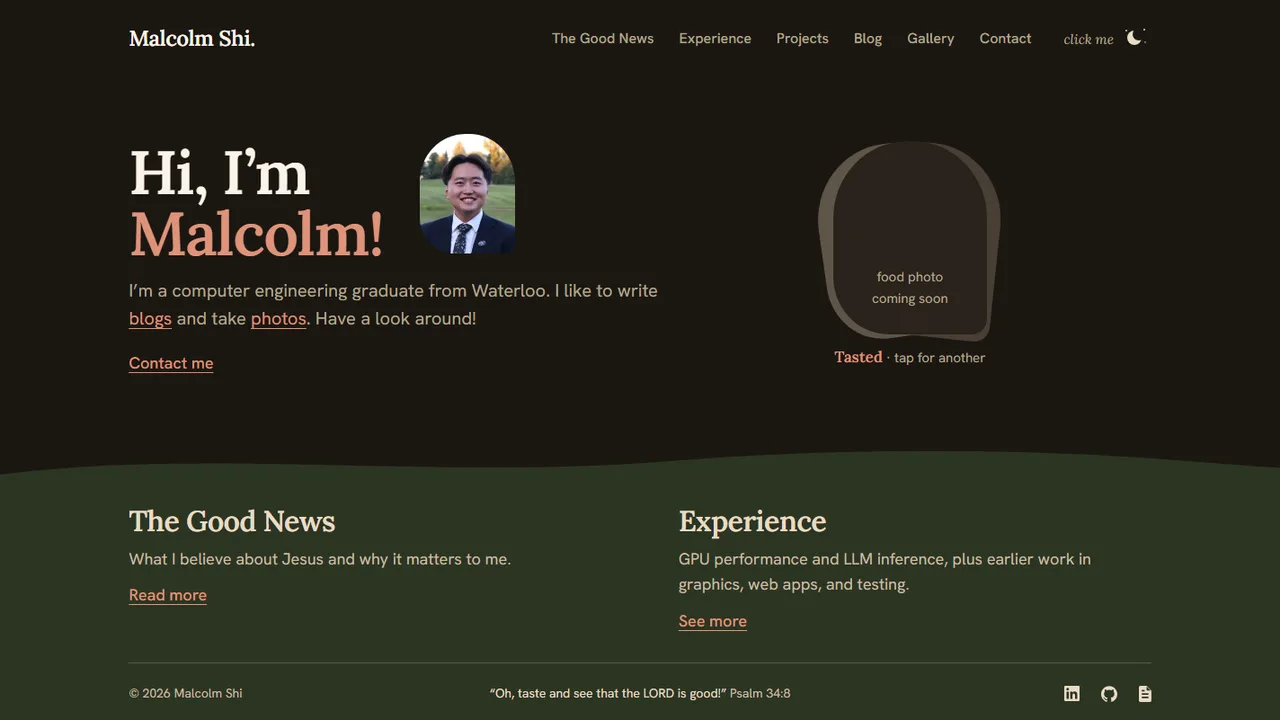 Malcolm Shi.
The Good News
Experience
Projects
Blog
Gallery
Contact
click me
Hi, I’m
Malcolm!
I’m a computer engineering graduate from Waterloo. I like to write
blogs and take photos. Have a look around!
Contact me
food photo
coming soon
Tasted · tap for another
The Good News
What I believe about Jesus and why it matters to me.
Read more
Experience
GPU performance and LLM inference, plus earlier work in
graphics, web apps, and testing.
See more
© 2026 Malcolm Shi
“Oh, taste and see that the LORD is good!” Psalm 34:8
in